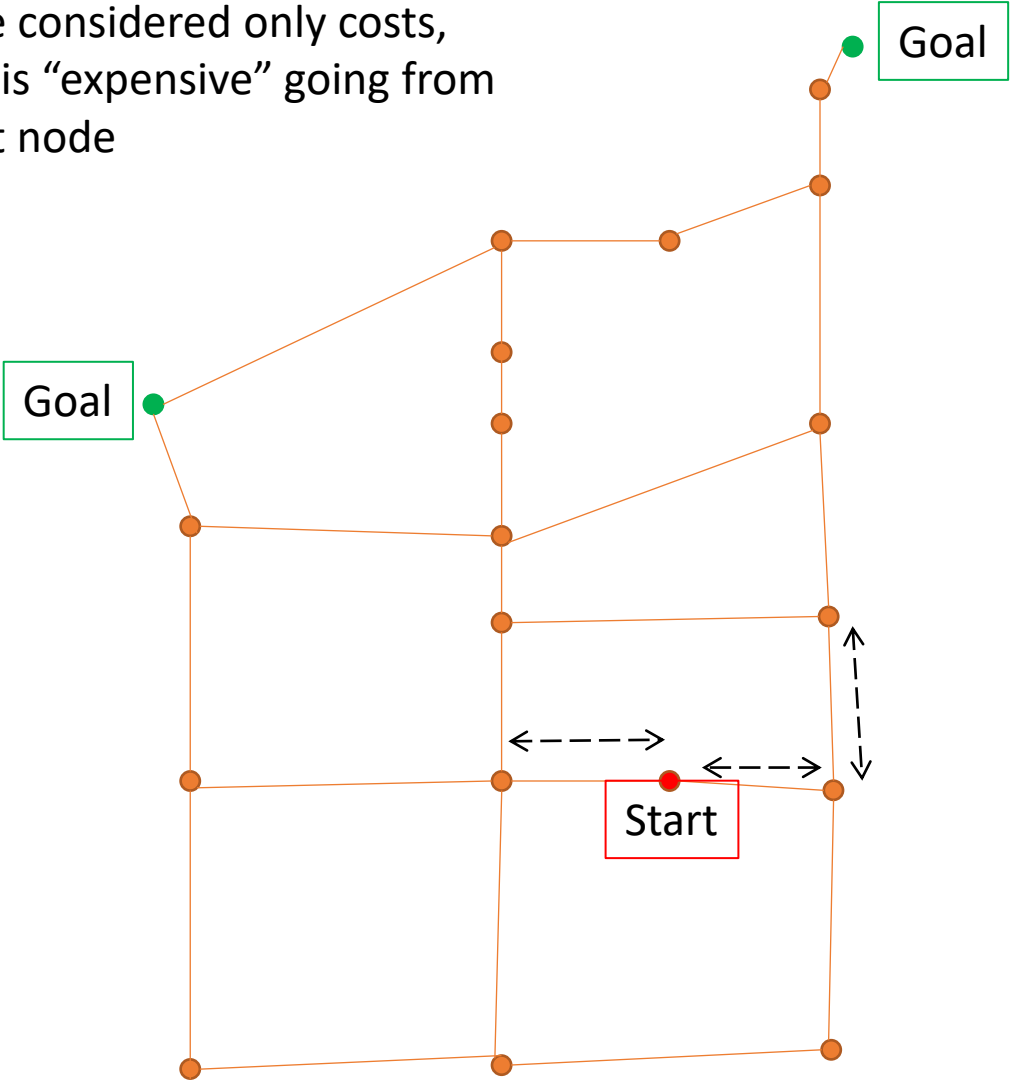 e considered only costs,
is “expensive” going from
t node
Goal
Goal
Start